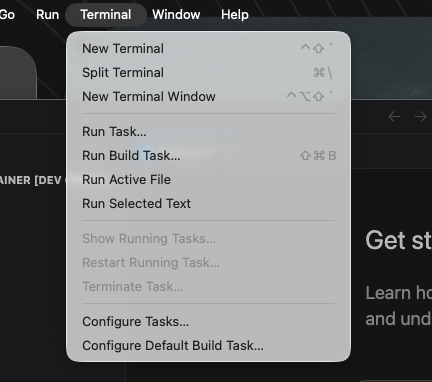 Go Run Terminal Window Help
New Terminal ⌃⇧`
Split Terminal ⌘\
New Terminal Window ⌃⌥⇧`
Run Task...
Run Build Task... ⇧⌘B
Run Active File
Run Selected Text
Show Running Tasks...
Restart Running Task...
Terminate Task...
Configure Tasks...
Configure Default Build Task...
AINER [DEV
Get st
Learn ho
and und